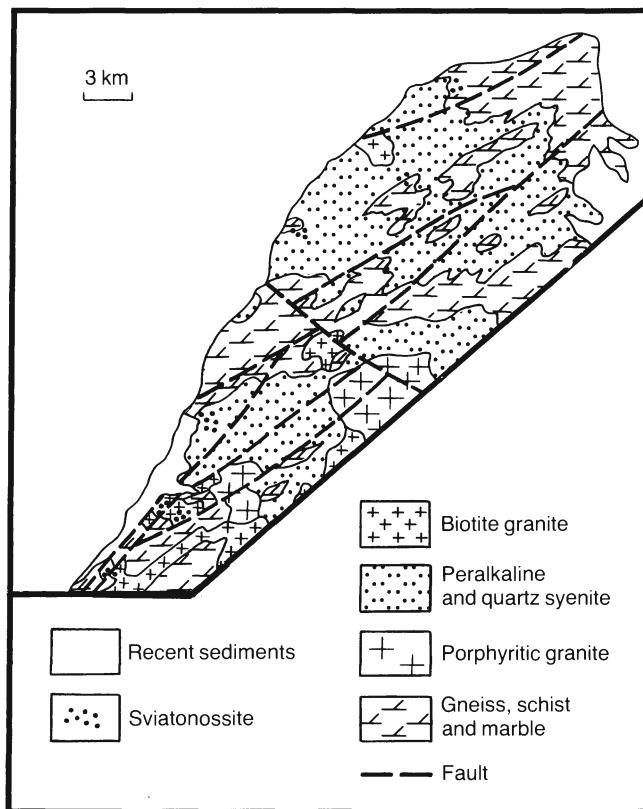 3 km
Biotite granite
Peralkaline
and quartz syenite
Recent sediments
Porphyritic granite
Sviatonossite
Gneiss, schist
and marble
Fault